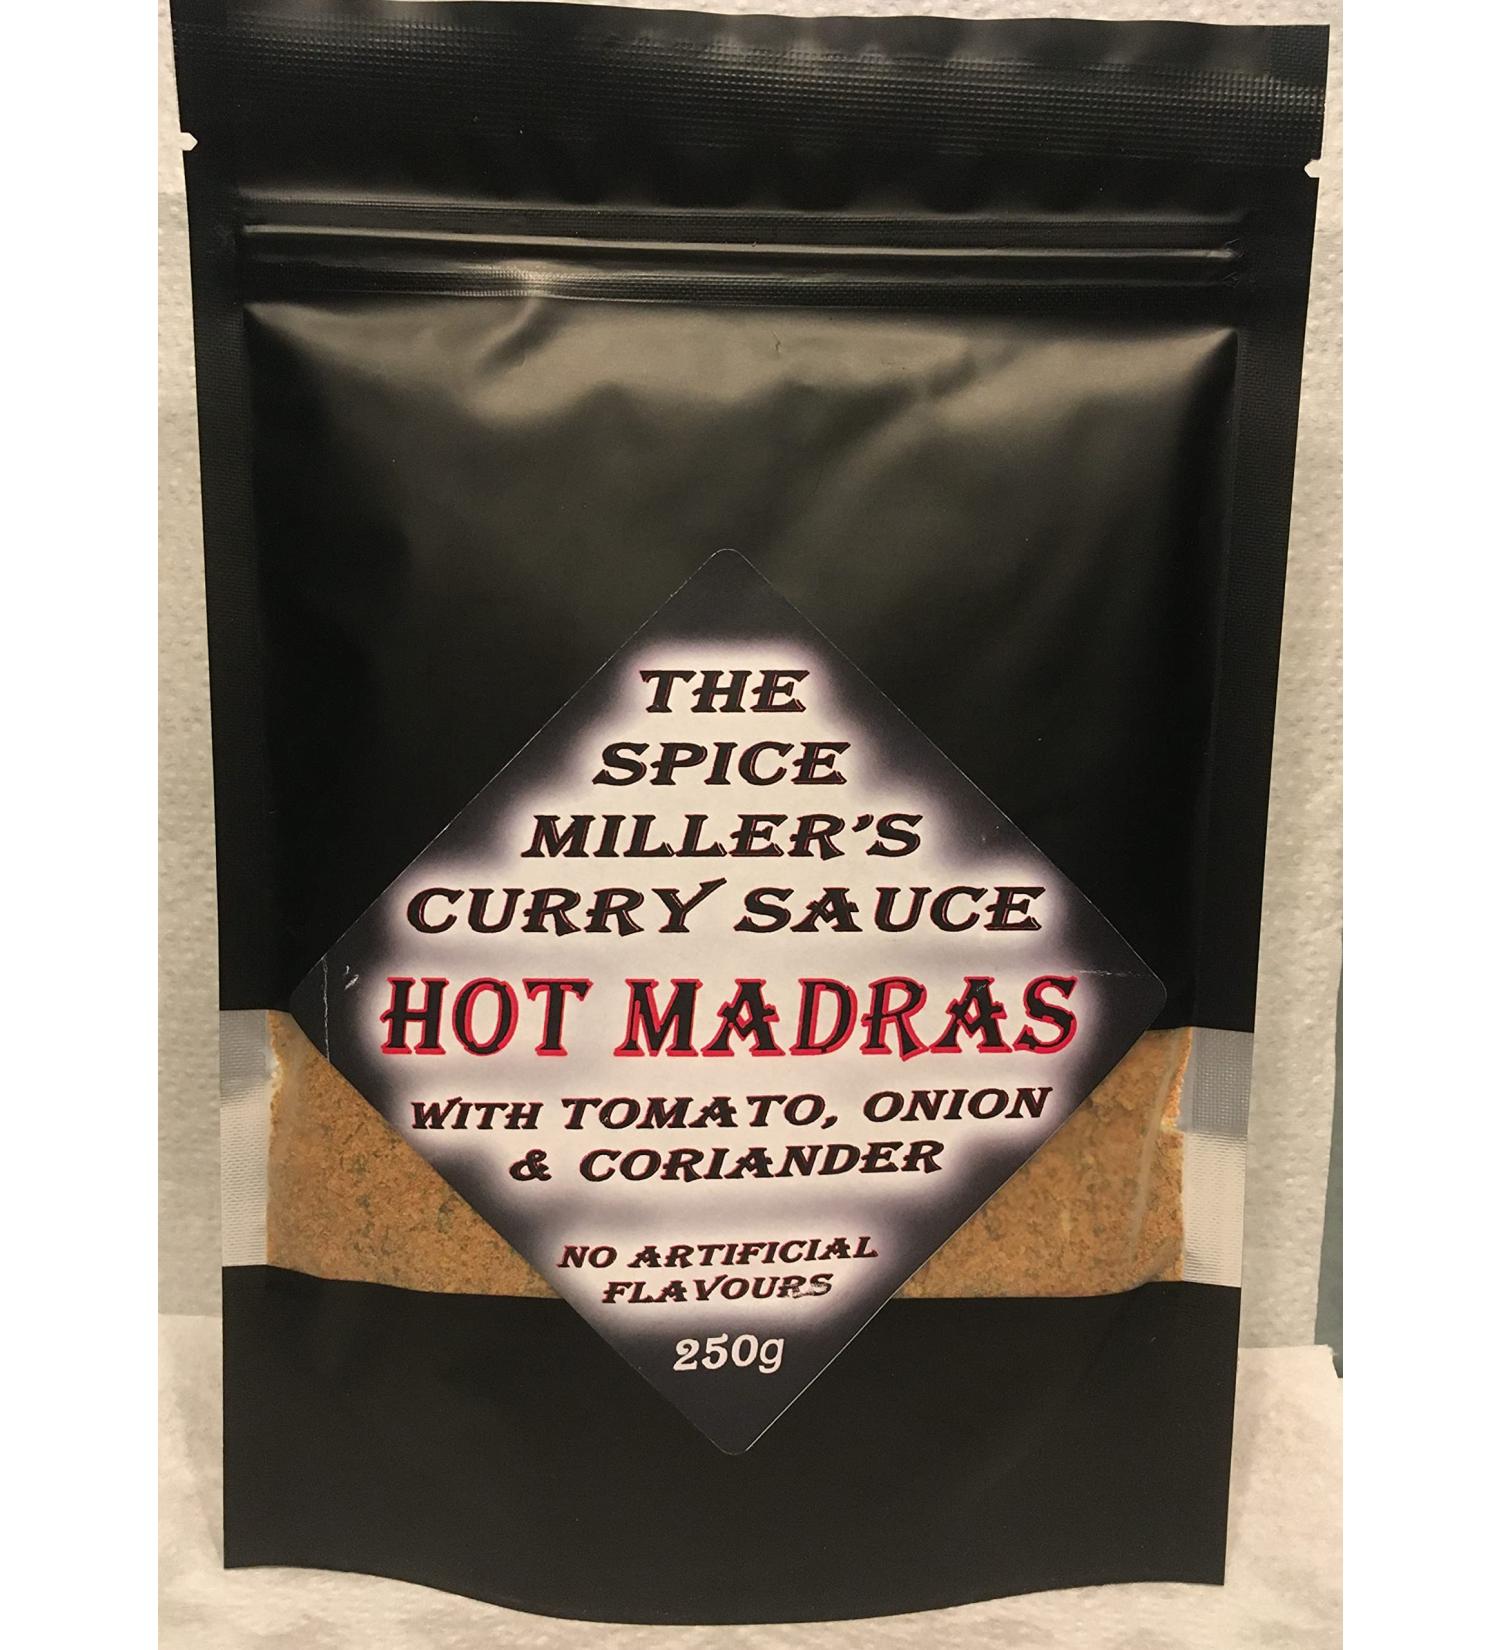 THE
SPICE
MILLER'S
CURRY SAUCE
HOT MADRAS
WITH TOMATO, ONION
& CORIANDER
NO ARTIFICIAL
FLAVOURS
250g